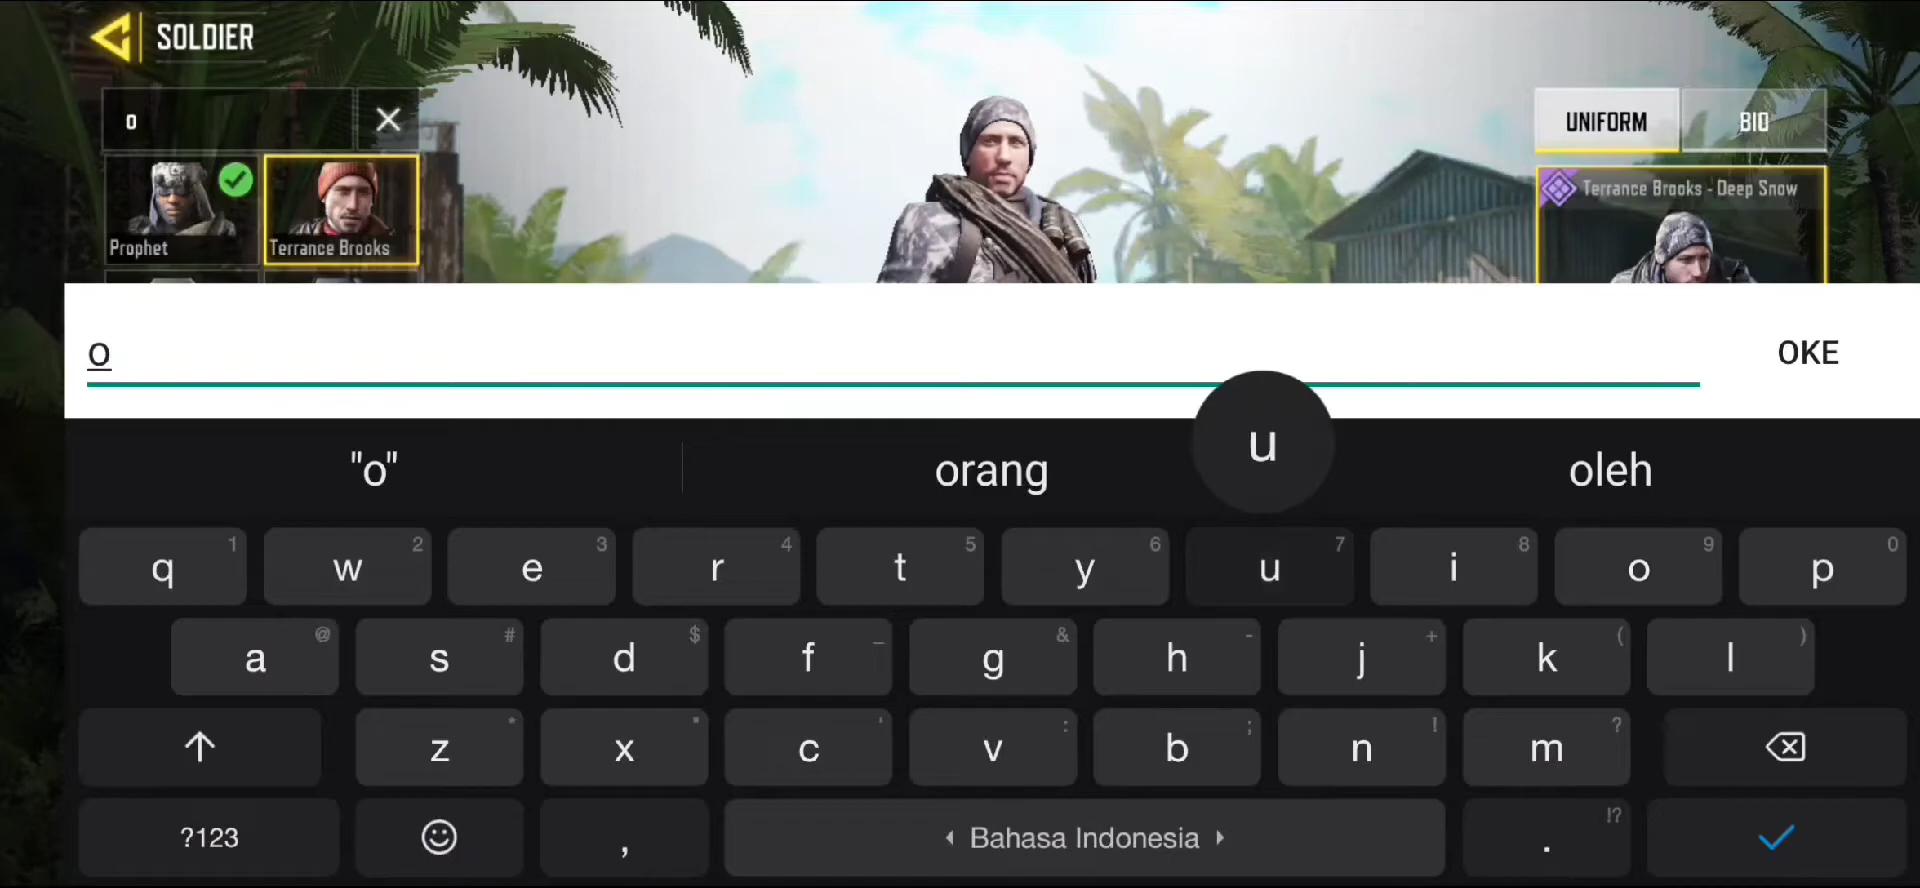 SOLDIER
o
UNIFORM
BIO
Prophet
Terrance Brooks
Terrance Brooks - Deep Snow
o
OKE
"o"
orang
oleh
u
q 1 w 2 e 3 r 4 t 5 y 6 u 7 i 8 o 9 p 0
a @ s # d $ f _ g & h - j + k ( l )
z * x " c ' v : b ; n ! m ?
?123 , Bahasa Indonesia . !?